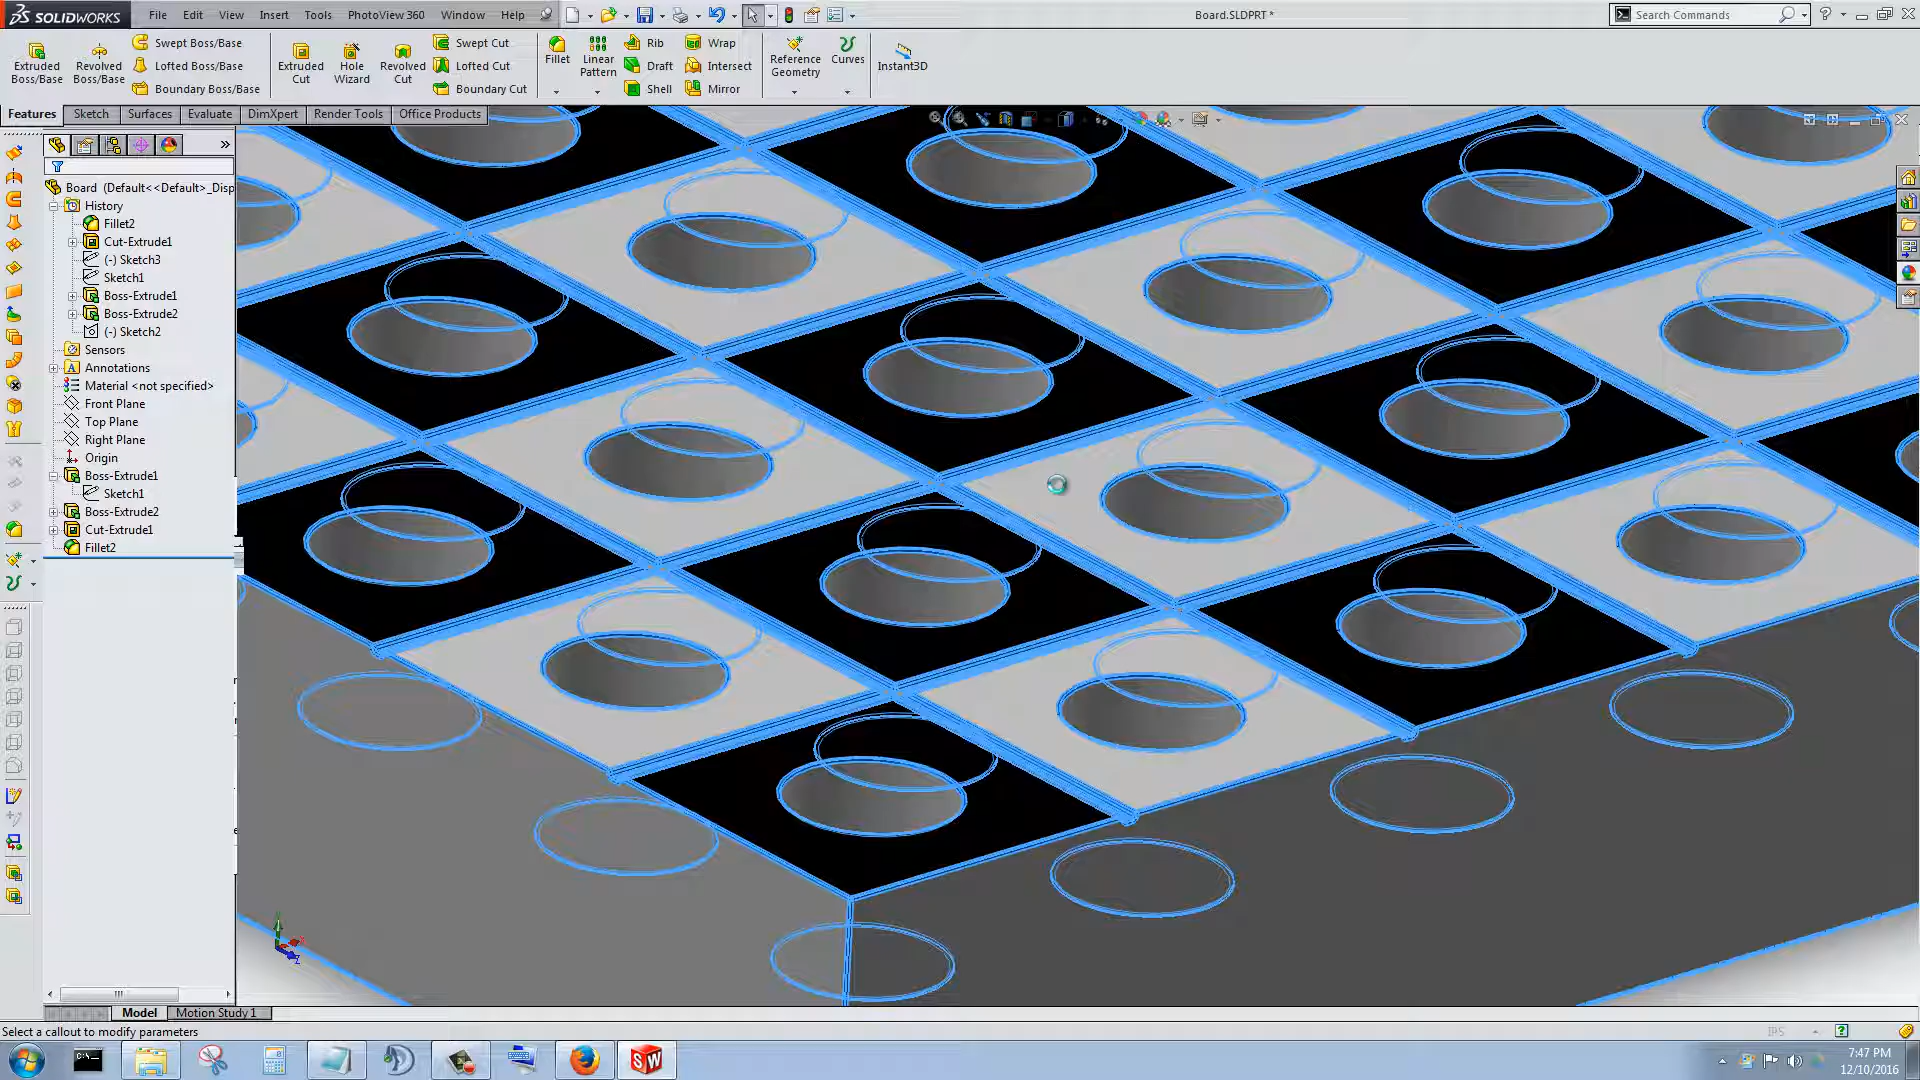 SOLIDWORKS
File Edit View Insert Tools PhotoView 360 Window Help
Board.SLDPRT *
Search Commands
Extruded Boss/Base
Revolved Boss/Base
Swept Boss/Base
Lofted Boss/Base
Boundary Boss/Base
Extruded Cut
Hole Wizard
Revolved Cut
Swept Cut
Lofted Cut
Boundary Cut
Fillet
Linear Pattern
Rib
Draft
Shell
Wrap
Intersect
Mirror
Reference Geometry
Curves
Instant3D
Features Sketch Surfaces Evaluate DimXpert Render Tools Office Products
Board (Default<<Default>_Disp
History
Fillet2
Cut-Extrude1
(-) Sketch3
Sketch1
Boss-Extrude1
Boss-Extrude2
(-) Sketch2
Sensors
Annotations
Material <not specified>
Front Plane
Top Plane
Right Plane
Origin
Boss-Extrude1
Sketch1
Boss-Extrude2
Cut-Extrude1
Fillet2
Model Motion Study 1
Select a callout to modify parameters
IPS
7:47 PM
12/10/2016